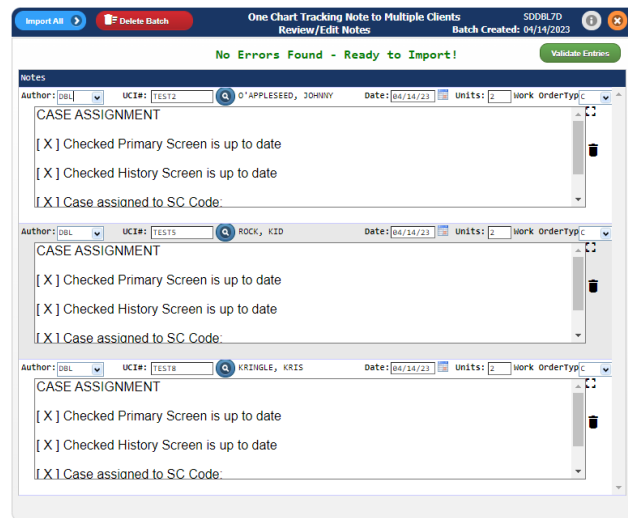 Import All
Delete Batch
One Chart Tracking Note to Multiple Clients
Review/Edit Notes
SDDBL7D
Batch Created: 04/14/2023
No Errors Found - Ready to Import!
Validate Entries
Notes
Author: DBL UCI#: TEST2 O'APPLESEED, JOHNNY Date: 04/14/23 Units: 2 Work OrderTyp C
CASE ASSIGNMENT
[ X ] Checked Primary Screen is up to date
[ X ] Checked History Screen is up to date
[ X ] Case assigned to SC Code:
Author: DBL UCI#: TEST5 ROCK, KID Date: 04/14/23 Units: 2 Work OrderTyp C
CASE ASSIGNMENT
[ X ] Checked Primary Screen is up to date
[ X ] Checked History Screen is up to date
[ X ] Case assigned to SC Code:
Author: DBL UCI#: TEST8 KRINGLE, KRIS Date: 04/14/23 Units: 2 Work OrderTyp C
CASE ASSIGNMENT
[ X ] Checked Primary Screen is up to date
[ X ] Checked History Screen is up to date
[ X ] Case assigned to SC Code: